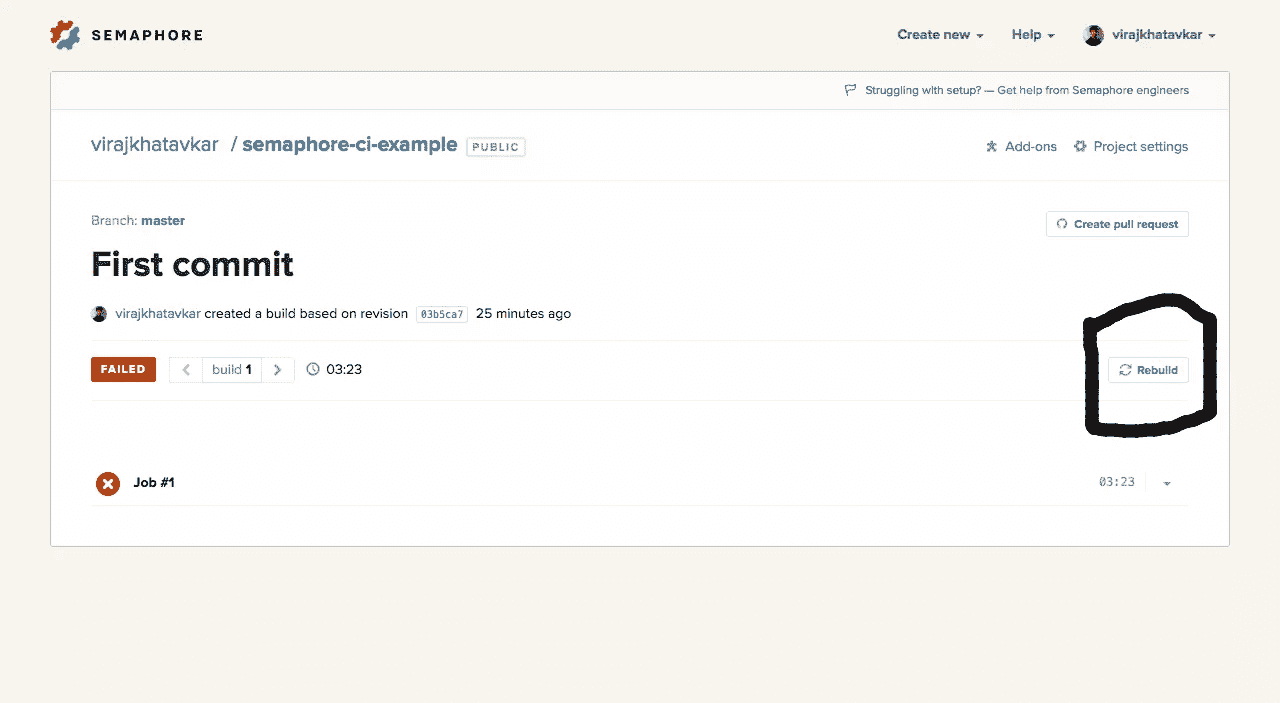 SEMAPHORE
Create new Help virajkhatavkar
Struggling with setup? — Get help from Semaphore engineers
virajkhatavkar / semaphore-ci-example PUBLIC
Add-ons Project settings
Branch: master
Create pull request
First commit
virajkhatavkar created a build based on revision 03b5ca7 25 minutes ago
FAILED build 1 03:23
Rebuild
Job #1 03:23